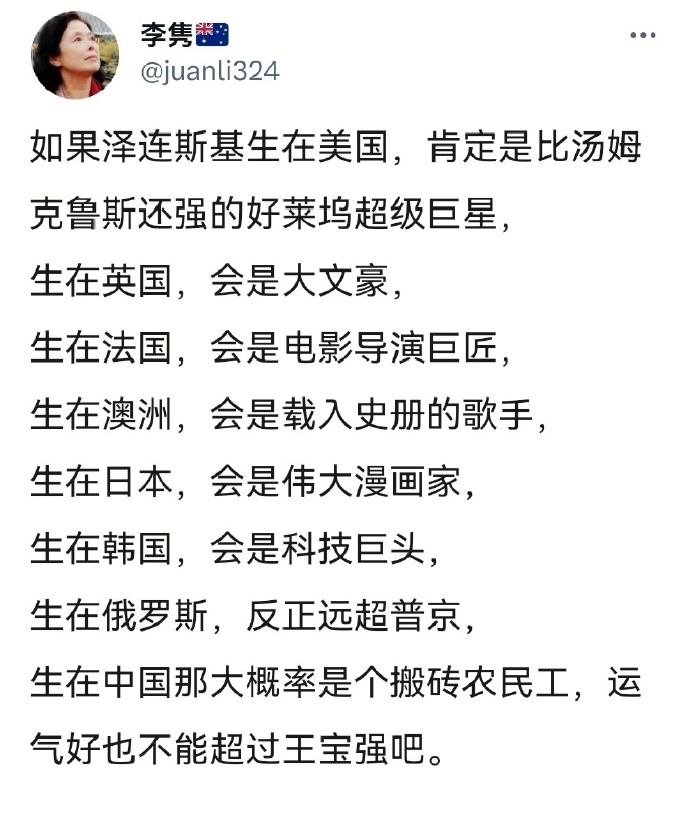 李隽🇦🇺
@juanli324
如果泽连斯基生在美国，肯定是比汤姆
克鲁斯还强的好莱坞超级巨星，
生在英国，会是大文豪，
生在法国，会是电影导演巨匠，
生在澳洲，会是载入史册的歌手，
生在日本，会是伟大漫画家，
生在韩国，会是科技巨头，
生在俄罗斯，反正远超普京，
生在中国那大概率是个搬砖农民工，运
气好也不能超过王宝强吧。